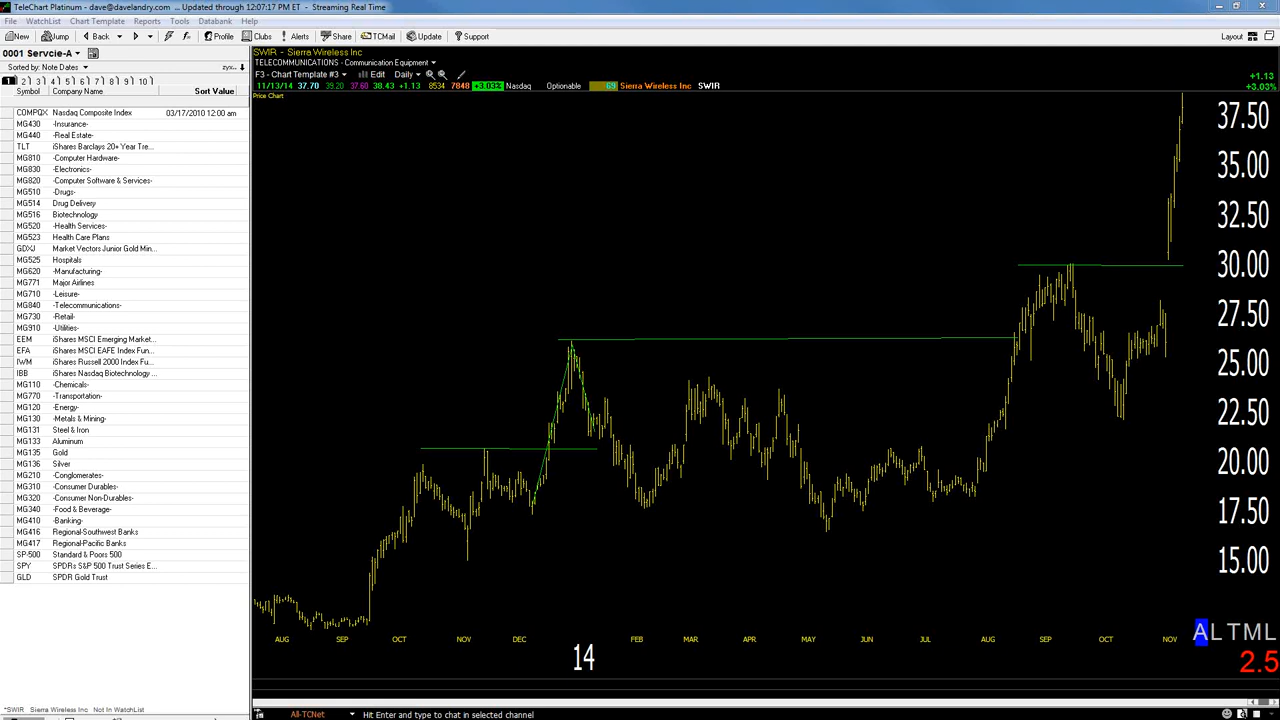 TeleChart Platinum - dave@davelandry.com ... Updated through 12:07:17 PM ET - Streaming Real Time
File WatchList Chart Template Reports Tools Databank Help
New Jump Back Profile Clubs Alerts Share TCMail Update Support Layout
0001 Servcie-A
Sorted by: Note Dates zyx..
1 2 3 4 5 6 7 8 9 10
Symbol Company Name Sort Value
COMPQX Nasdaq Composite Index 03/17/2010 12:00 am
MG430 -Insurance-
MG440 -Real Estate-
TLT iShares Barclays 20+ Year Tre...
MG810 -Computer Hardware-
MG830 -Electronics-
MG820 -Computer Software & Services-
MG510 -Drugs-
MG514 Drug Delivery
MG516 Biotechnology
MG520 -Health Services-
MG523 Health Care Plans
GDXJ Market Vectors Junior Gold Min...
MG525 Hospitals
MG620 -Manufacturing-
MG771 Major Airlines
MG710 -Leisure-
MG840 -Telecommunications-
MG730 -Retail-
MG910 -Utilities-
EEM iShares MSCI Emerging Market...
EFA iShares MSCI EAFE Index Fun...
IWM iShares Russell 2000 Index Fu...
IBB iShares Nasdaq Biotechnology ...
MG110 -Chemicals-
MG770 -Transportation-
MG120 -Energy-
MG130 -Metals & Mining-
MG131 Steel & Iron
MG133 Aluminum
MG135 Gold
MG136 Silver
MG210 -Conglomerates-
MG310 -Consumer Durables-
MG320 -Consumer Non-Durables-
MG340 -Food & Beverage-
MG410 -Banking-
MG416 Regional-Southwest Banks
MG417 Regional-Pacific Banks
SP-500 Standard & Poors 500
SPY SPDRs S&P 500 Trust Series E...
GLD SPDR Gold Trust
*SWIR Sierra Wireless Inc Not In WatchList
SWIR - Sierra Wireless Inc
TELECOMMUNICATIONS - Communication Equipment
F3 - Chart Template #3 Edit Daily
11/13/14 37.70 39.20 37.60 38.43 +1.13 8534 7848 +3.03% Nasdaq Optionable 69 Sierra Wireless Inc SWIR
+1.13
+3.03%
Price Chart
37.50
35.00
32.50
30.00
27.50
25.00
22.50
20.00
17.50
15.00
AUG SEP OCT NOV DEC FEB MAR APR MAY JUN JUL AUG SEP OCT NOV
14
ALTML
2.5
All-TCNet Hit Enter and type to chat in selected channel